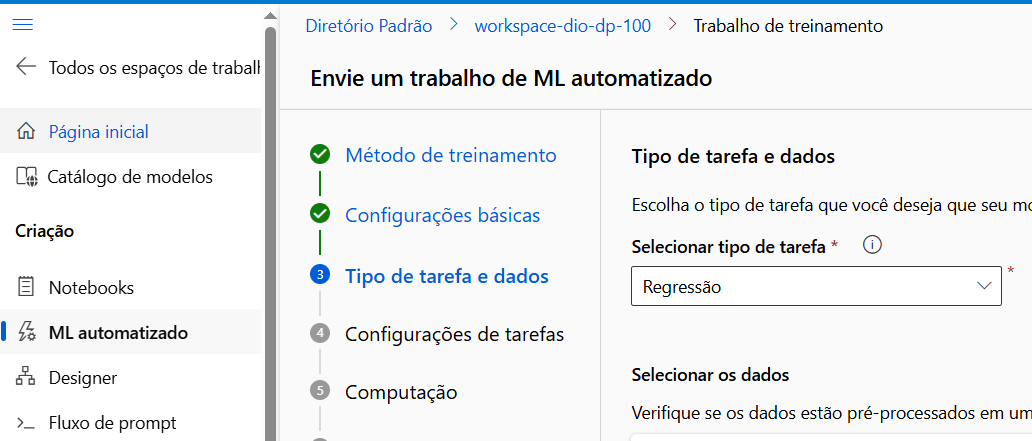 Todos os espaços de
Página inicial
Catálogo de modelos
Criação
Notebooks
ML automatizado
Designer
Fluxo de prompt
Diretório Padrão > workspace-dio-dp-100 > Trabalho de treinamento
Envie um trabalho de ML automatizado
Método de treinamento
Configurações básicas
3 Tipo de tarefa e dados
4 Configurações de tarefas
5 Computação
Tipo de tarefa e dados
Escolha o tipo de tarefa que você deseja que seu
Selecionar tipo de tarefa *
Regressão *
Selecionar os dados
Verifique se os dados estão pré-processados em